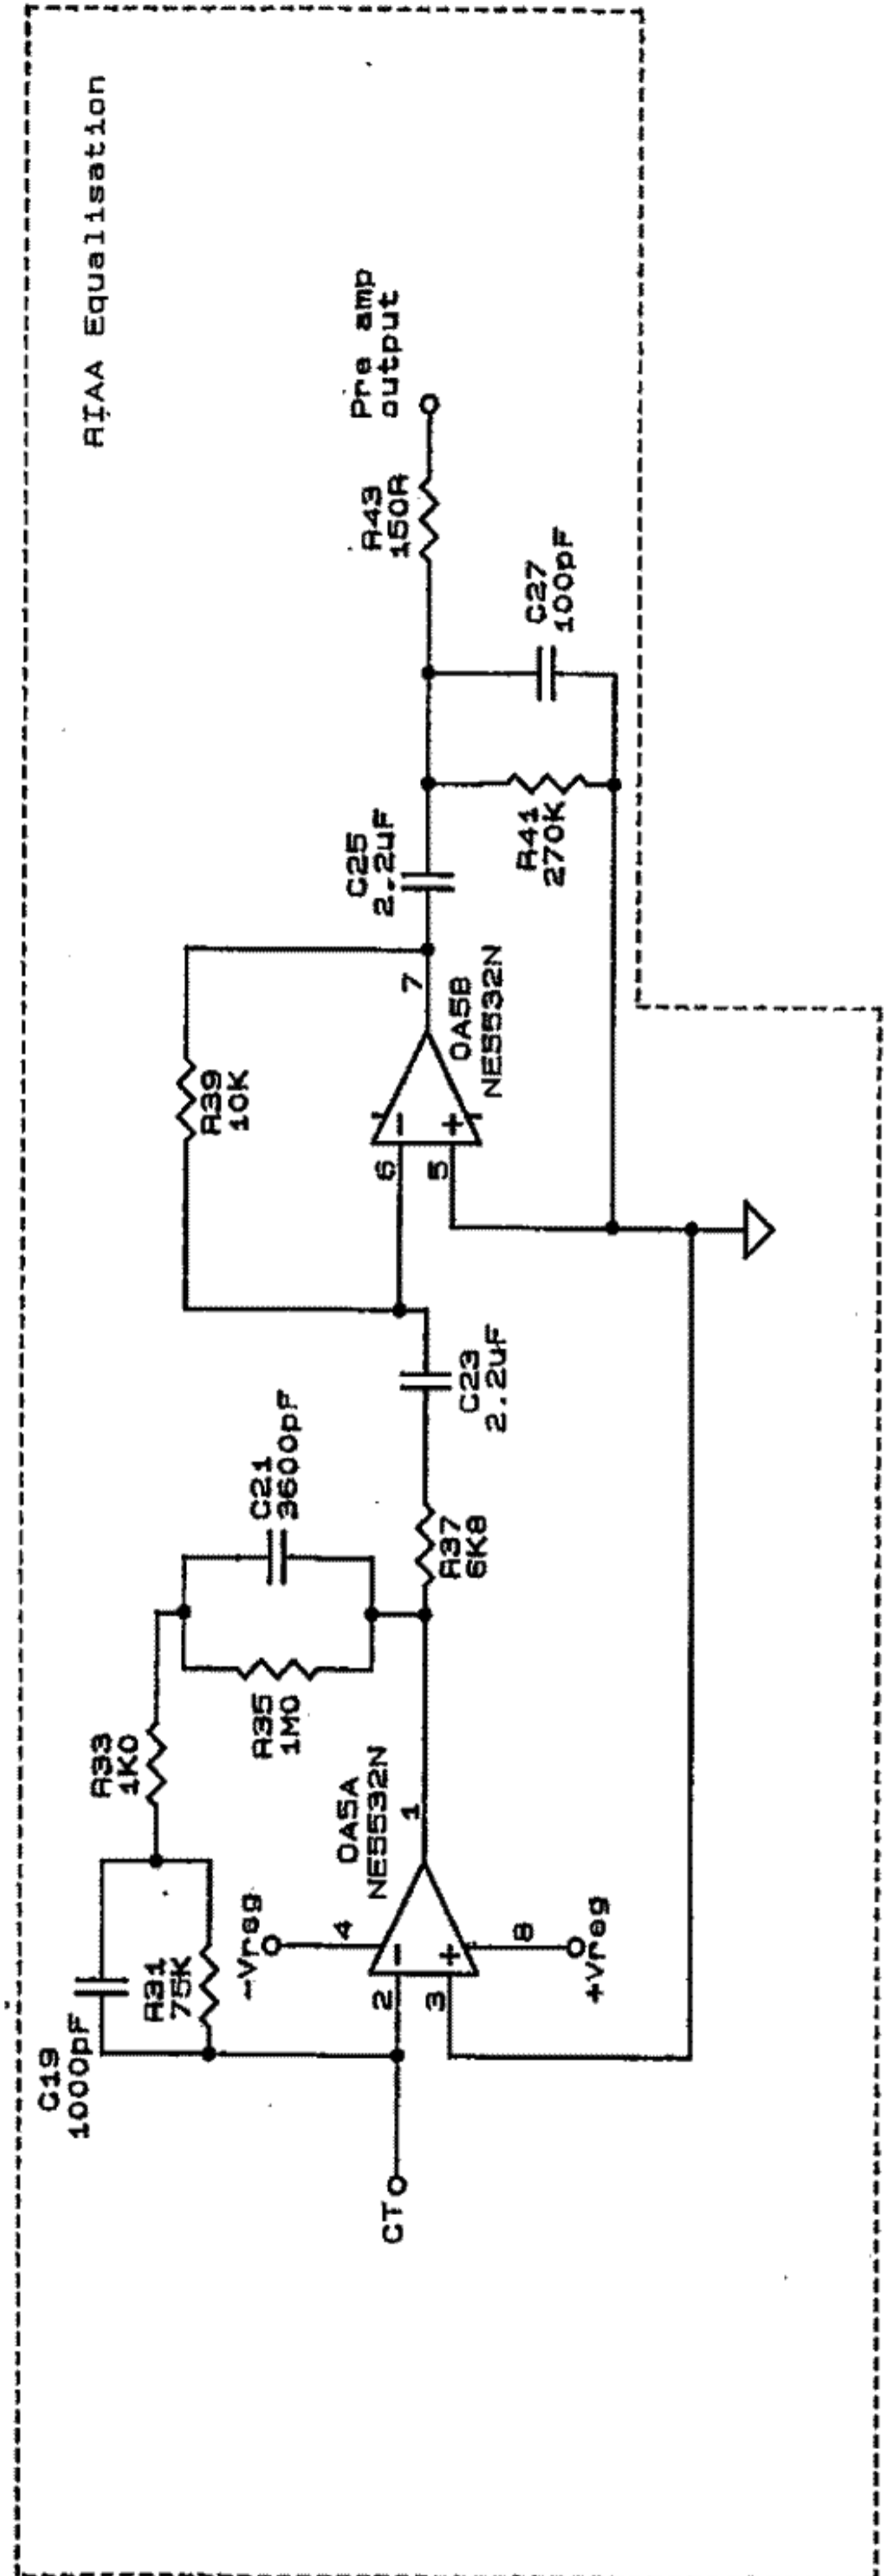 RIAA Equalisation
Pre amp
output
R43
150R
C27
100pF
C25
2.2uF
R41
270K
7
OA5B
NE5532N
R39
10K
6
5
-
+
C23
2.2uF
C21
3600pF
R37
6K8
R35
1M0
R33
1K0
OA5A
NE5532N
1
-Vreg
4
8
+Vreg
-
+
R31
75K
2
3
C19
1000pF
CT